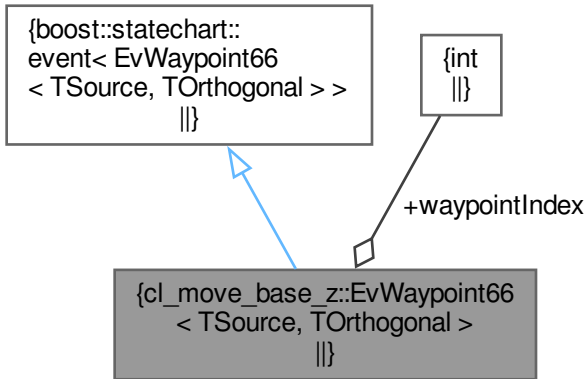 {boost::statechart::
event< EvWaypoint66
< TSource, TOrthogonal > >
||}
{int
||}
+waypointIndex
{cl_move_base_z::EvWaypoint66
< TSource, TOrthogonal >
||}